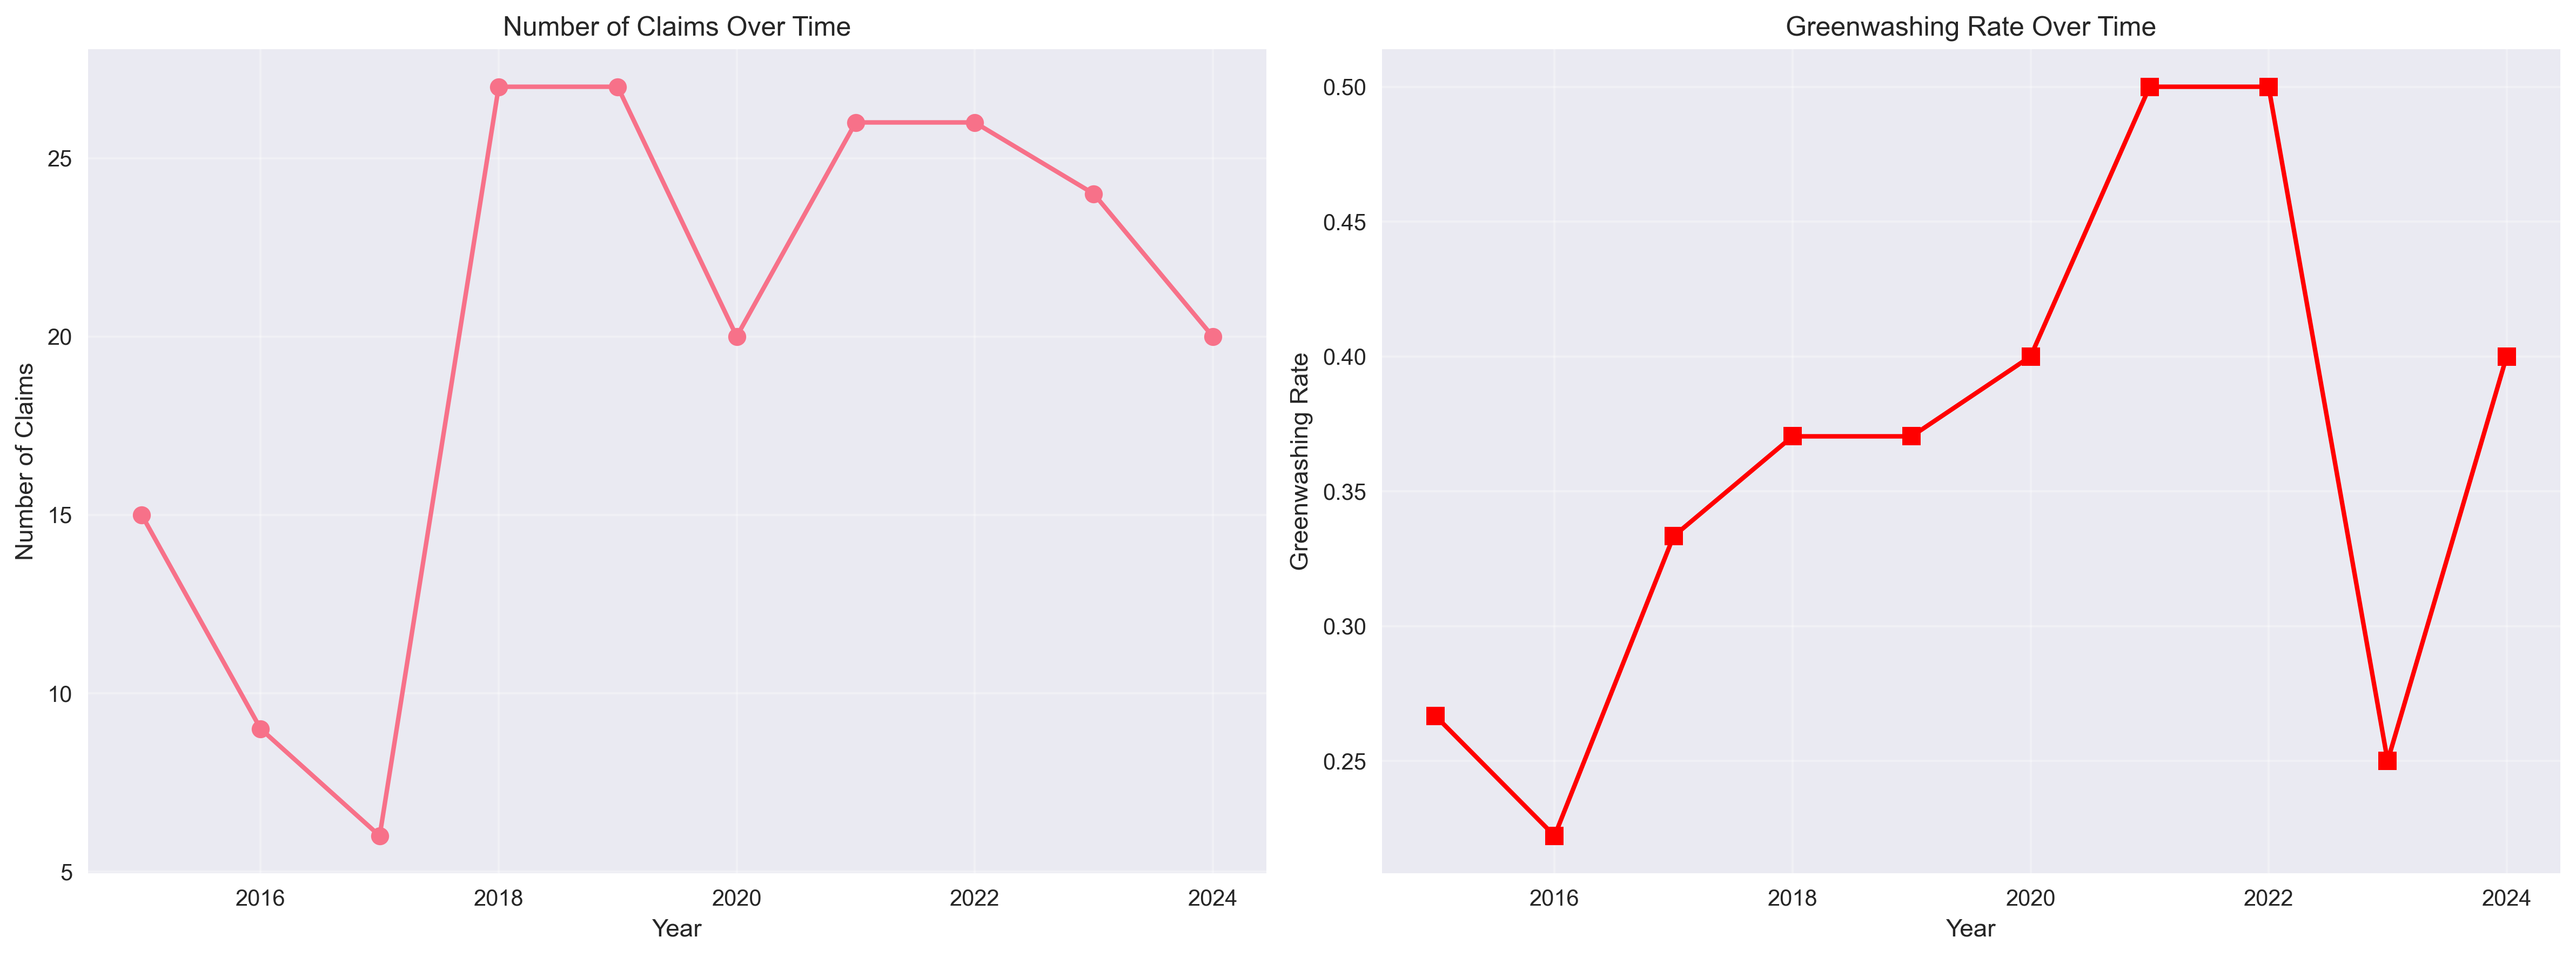 Number of Claims Over Time
Number of Claims
25
20
15
10
5
2016 2018 2020 2022 2024
Year
Greenwashing Rate Over Time
Greenwashing Rate
0.50
0.45
0.40
0.35
0.30
0.25
2016 2018 2020 2022 2024
Year